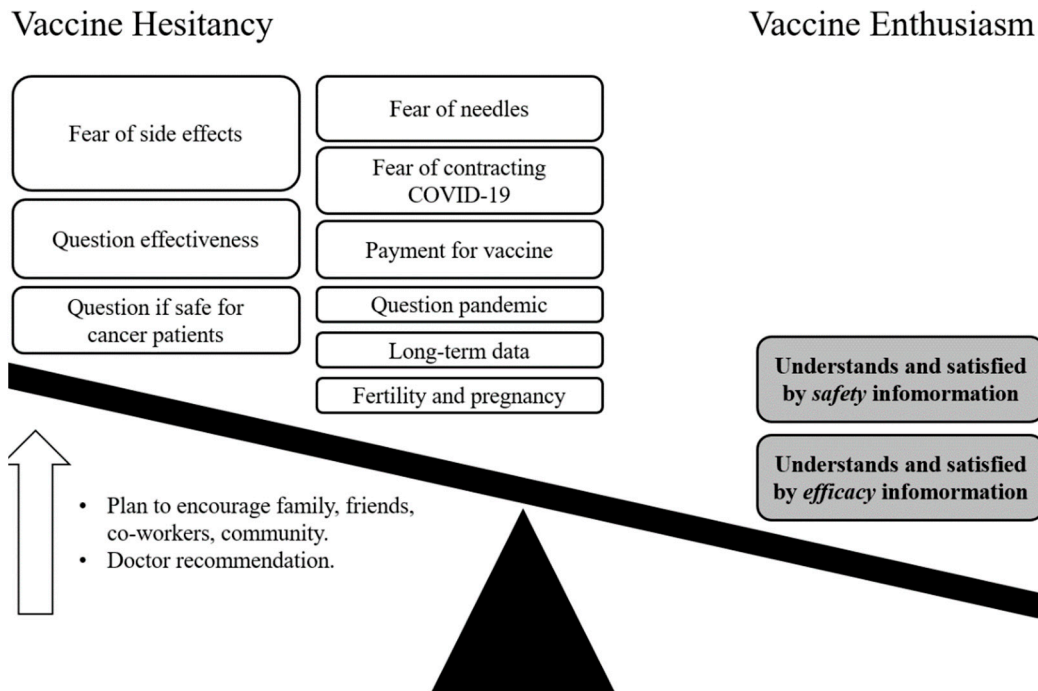 Vaccine Hesitancy
Vaccine Enthusiasm
Fear of side effects
Question effectiveness
Question if safe for
cancer patients
Fear of needles
Fear of contracting
COVID-19
Payment for vaccine
Question pandemic
Long-term data
Fertility and pregnancy
Understands and satisfied
by safety infomormation
Understands and satisfied
by efficacy infomormation
• Plan to encourage family, friends,
co-workers, community.
• Doctor recommendation.